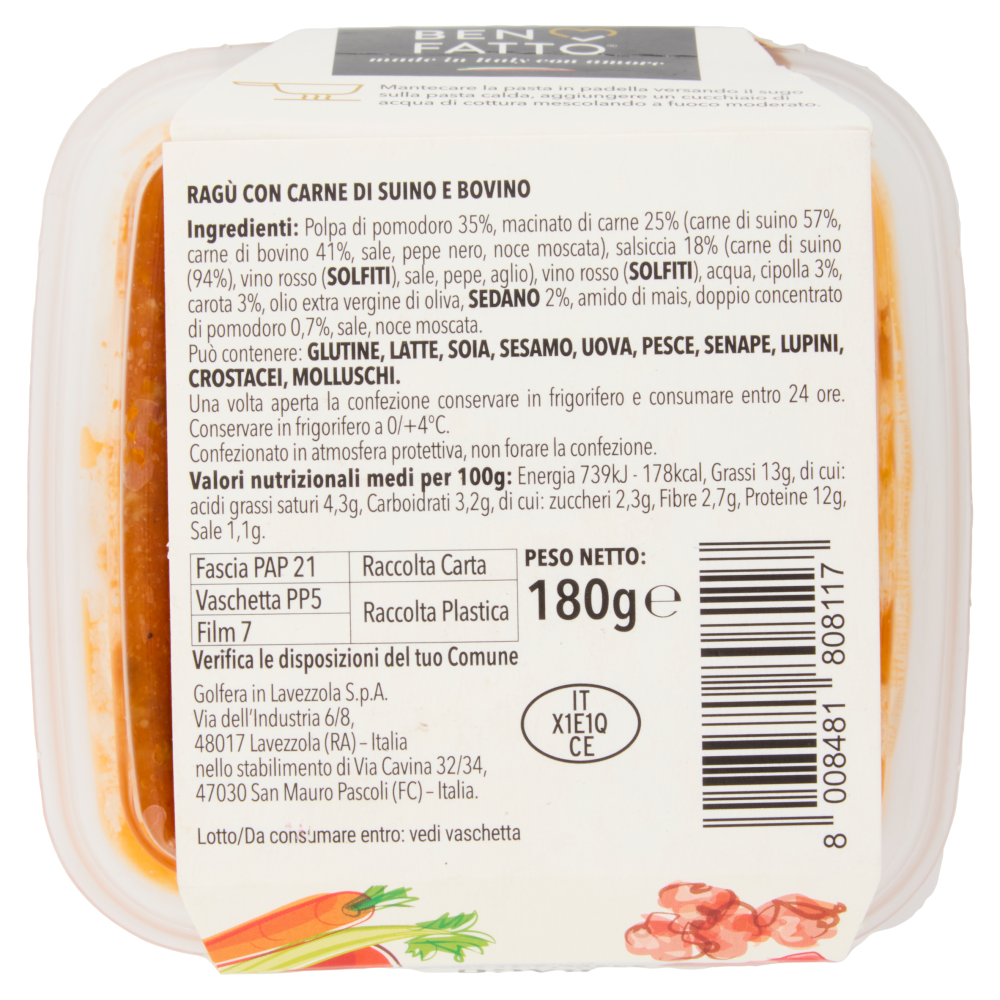 BEN FATTO
made in Italy con amore
Mantecare la pasta in padella versando il sugo
sulla pasta calda, aggiungere un cucchiaio di
acqua di cottura mescolando a fuoco moderato.
RAGÙ CON CARNE DI SUINO E BOVINO
Ingredienti: Polpa di pomodoro 35%, macinato di carne 25% (carne di suino 57%,
carne di bovino 41%, sale, pepe nero, noce moscata), salsiccia 18% (carne di suino
(94%), vino rosso (SOLFITI), sale, pepe, aglio), vino rosso (SOLFITI), acqua, cipolla 3%,
carota 3%, olio extra vergine di oliva, SEDANO 2%, amido di mais, doppio concentrato
di pomodoro 0,7%, sale, noce moscata.
Può contenere: GLUTINE, LATTE, SOIA, SESAMO, UOVA, PESCE, SENAPE, LUPINI,
CROSTACEI, MOLLUSCHI.
Una volta aperta la confezione conservare in frigorifero e consumare entro 24 ore.
Conservare in frigorifero a 0/+4°C.
Confezionato in atmosfera protettiva, non forare la confezione.
Valori nutrizionali medi per 100g: Energia 739kJ - 178kcal, Grassi 13g, di cui:
acidi grassi saturi 4,3g, Carboidrati 3,2g, di cui: zuccheri 2,3g, Fibre 2,7g, Proteine 12g,
Sale 1,1g.
Fascia PAP 21 Raccolta Carta
Vaschetta PP5 Raccolta Plastica
Film 7
Verifica le disposizioni del tuo Comune
PESO NETTO:
180g e
Golfera in Lavezzola S.p.A.
Via dell'Industria 6/8,
48017 Lavezzola (RA) – Italia
nello stabilimento di Via Cavina 32/34,
47030 San Mauro Pascoli (FC) – Italia.
IT
X1E1Q
CE
Lotto/Da consumare entro: vedi vaschetta
8 008481 808117